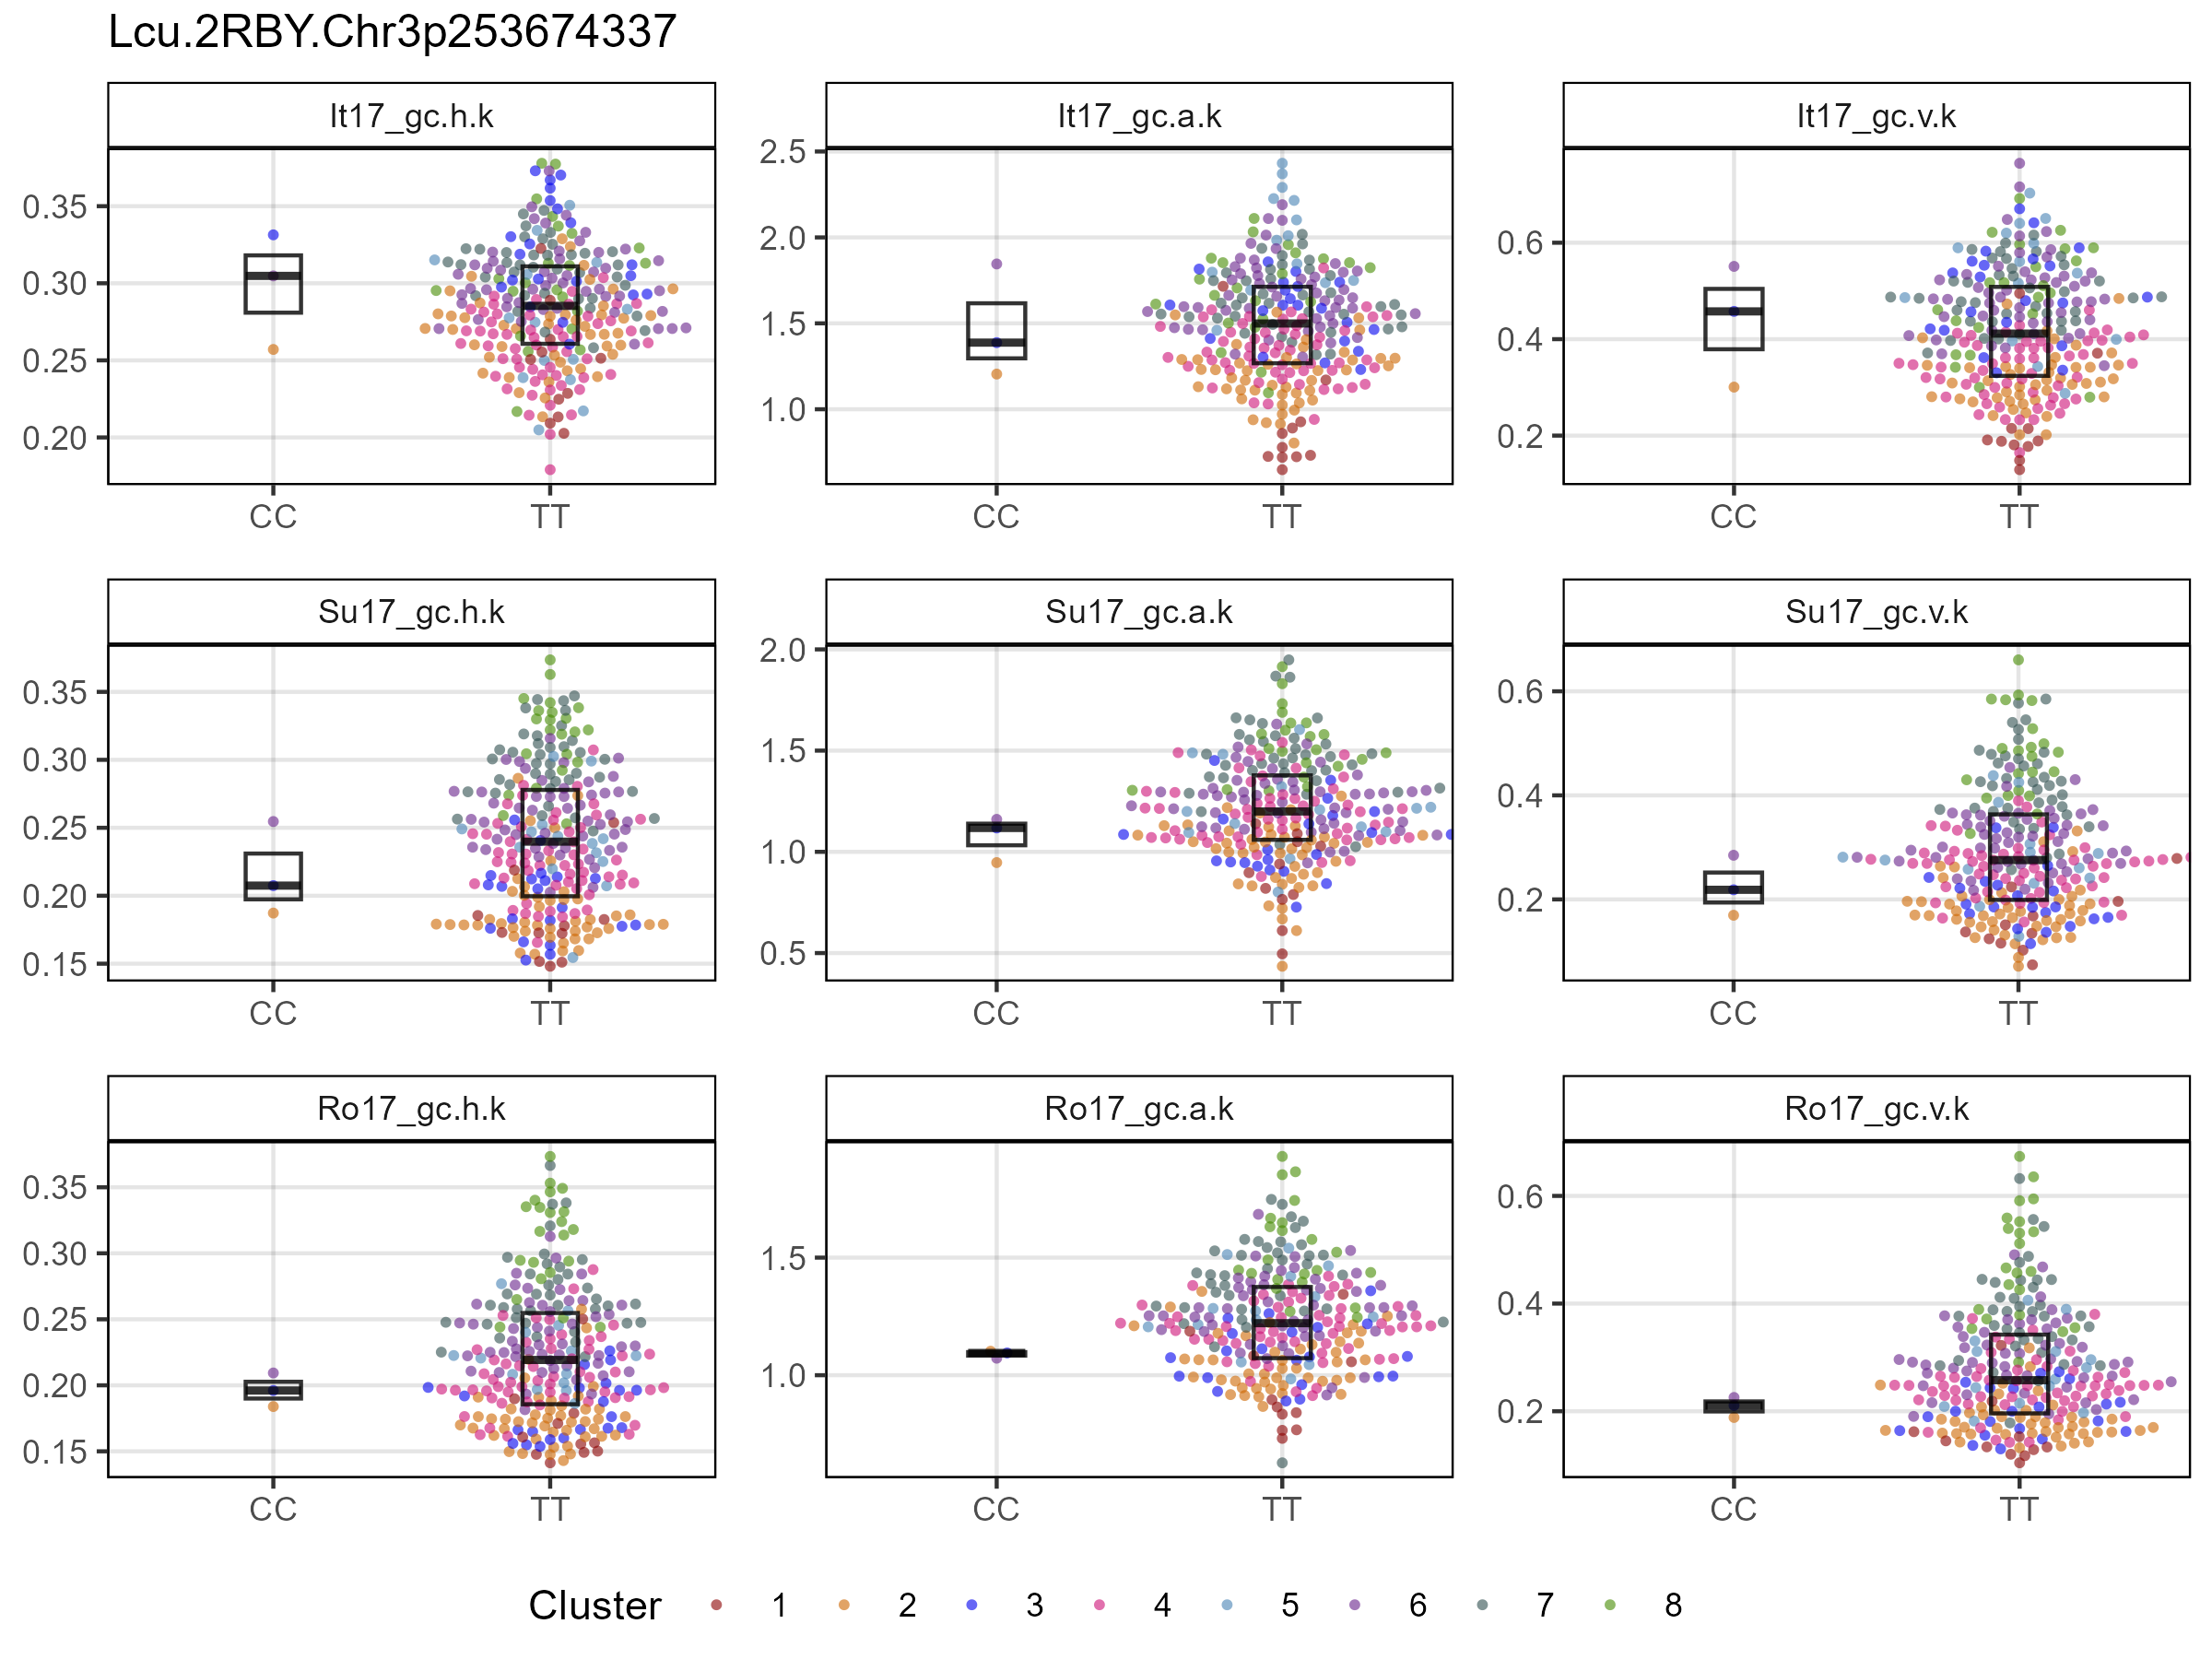 Lcu.2RBY.Chr3p253674337
It17_gc.h.k
It17_gc.a.k
It17_gc.v.k
0.35
0.30
0.25
0.20
CC
TT
2.5
2.0
1.5
1.0
CC
TT
0.6
0.4
0.2
CC
TT
Su17_gc.h.k
Su17_gc.a.k
Su17_gc.v.k
0.35
0.30
0.25
0.20
0.15
CC
TT
2.0
1.5
1.0
0.5
CC
TT
0.6
0.4
0.2
CC
TT
Ro17_gc.h.k
Ro17_gc.a.k
Ro17_gc.v.k
0.35
0.30
0.25
0.20
0.15
CC
TT
1.5
1.0
CC
TT
0.6
0.4
0.2
CC
TT
Cluster 1 2 3 4 5 6 7 8